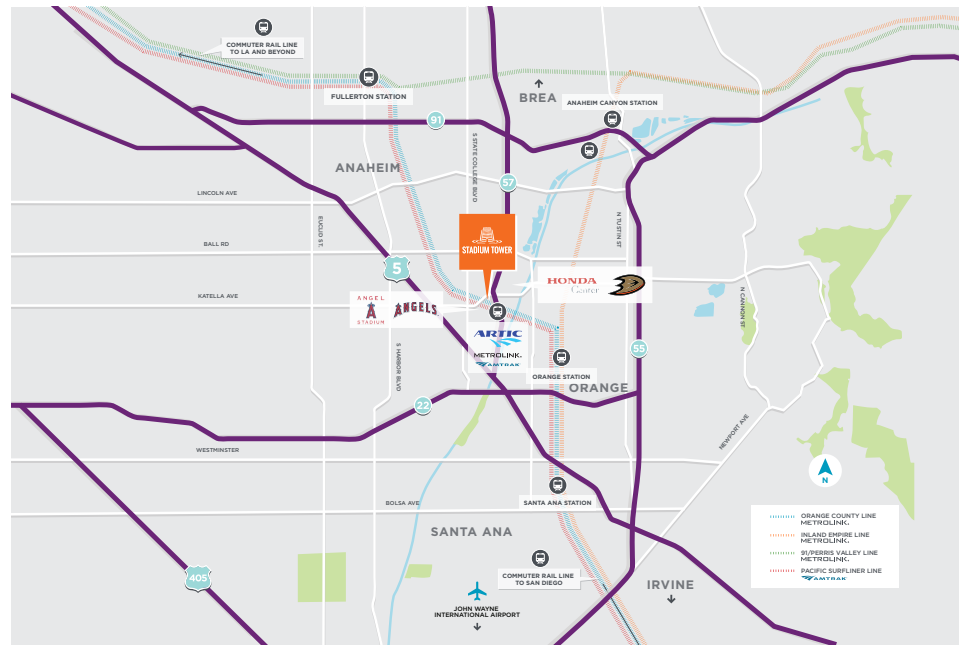 COMMUTER RAIL LINE
TO LA AND BEYOND
FULLERTON STATION
BREA
ANAHEIM CANYON STATION
91
S STATE COLLEGE BLVD
ANAHEIM
57
LINCOLN AVE
EUCLID ST.
N TUSTIN ST
STADIUM TOWER
BALL RD
5
HONDA
Center
KATELLA AVE
ANGEL
STADIUM
ANGELS
N CANNON ST.
ARTIC
METROLINK.
AMTRAK
S HARBOR BLVD
55
ORANGE STATION
ORANGE
22
NEWPORT AVE
WESTMINSTER
SANTA ANA STATION
BOLSA AVE
SANTA ANA
N
ORANGE COUNTY LINE
METROLINK.
INLAND EMPIRE LINE
METROLINK.
91/PERRIS VALLEY LINE
METROLINK.
PACIFIC SURFLINER LINE
AMTRAK
405
COMMUTER RAIL LINE
TO SAN DIEGO
IRVINE
JOHN WAYNE
INTERNATIONAL AIRPORT